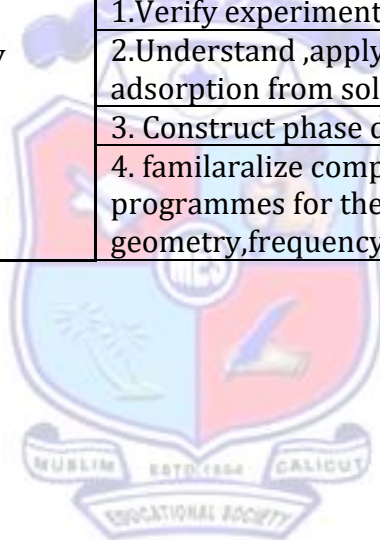 1.Verify experiment
y
2.Understand ,apply
adsorption from sol
3. Construct phase d
4. familaralize comp
programmes for the
geometry,frequency
MES
MUSLIM ESTD 1964 CALICUT
EDUCATIONAL SOCIETY